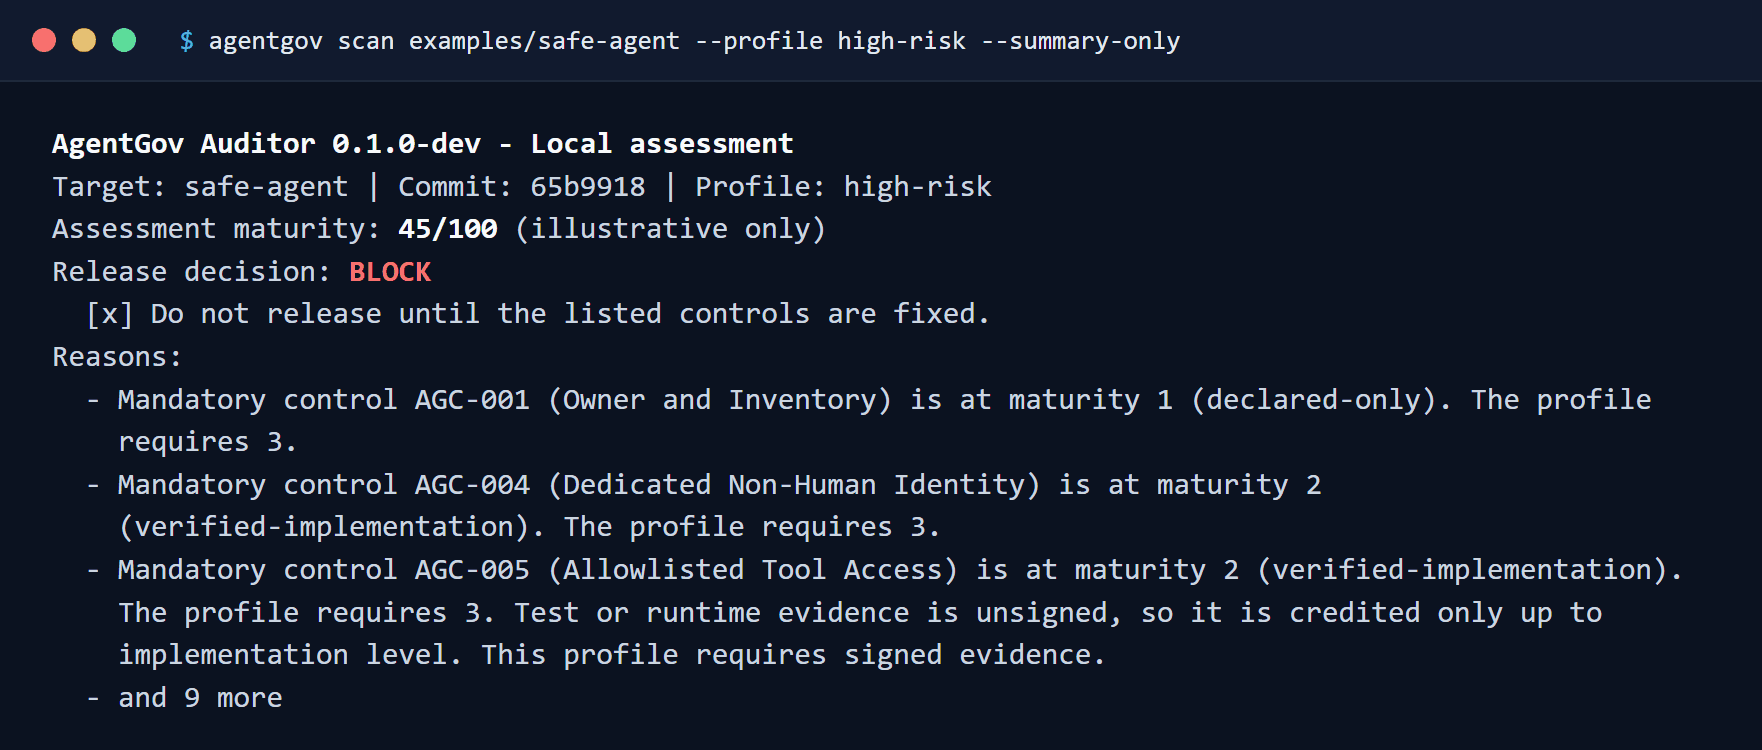 $ agentgov scan examples/safe-agent --profile high-risk --summary-only
AgentGov Auditor 0.1.0-dev - Local assessment
Target: safe-agent | Commit: 65b9918 | Profile: high-risk
Assessment maturity: 45/100 (illustrative only)
Release decision: BLOCK
[x] Do not release until the listed controls are fixed.
Reasons:
- Mandatory control AGC-001 (Owner and Inventory) is at maturity 1 (declared-only). The profile
requires 3.
- Mandatory control AGC-004 (Dedicated Non-Human Identity) is at maturity 2
(verified-implementation). The profile requires 3.
- Mandatory control AGC-005 (Allowlisted Tool Access) is at maturity 2 (verified-implementation).
The profile requires 3. Test or runtime evidence is unsigned, so it is credited only up to
implementation level. This profile requires signed evidence.
- and 9 more